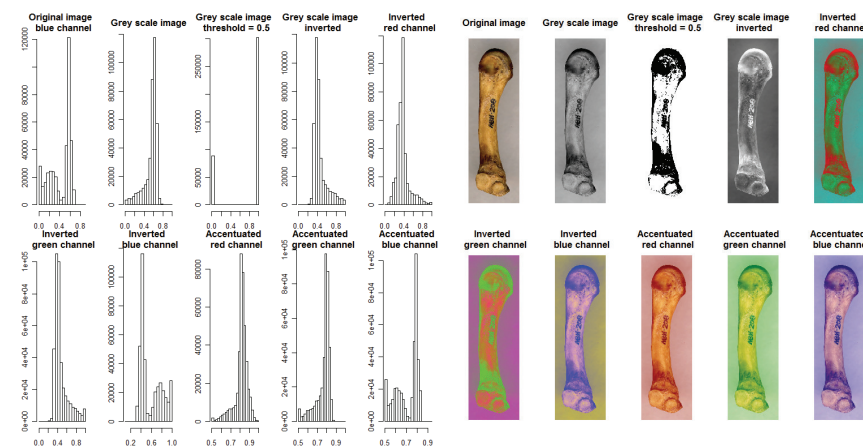 Original image
blue channel
Grey scale image
Grey scale image
threshold = 0.5
Grey scale image
inverted
Inverted
red channel
120000
80000
60000
40000
20000
0
0.0 0.4 0.8
100000
80000
60000
40000
20000
0
0.0 0.4 0.8
250000
150000
50000
0
0.0 0.4 0.8
100000
80000
60000
40000
20000
0
0.0 0.4 0.8
120000
80000
60000
40000
20000
0
0.0 0.4 0.8
Original image
Grey scale image
Grey scale image
threshold = 0.5
Grey scale image
inverted
Inverted
red channel
Inverted
green channel
Inverted
blue channel
Accentuated
red channel
Accentuated
green channel
Accentuated
blue channel
1e+05
8e+04
6e+04
4e+04
2e+04
0e+00
0.0 0.4 0.8
100000
80000
60000
40000
20000
0
0.2 0.6 1.0
80000
60000
40000
20000
0
0.5 0.7 0.9
1e+05
8e+04
6e+04
4e+04
2e+04
0e+00
0.5 0.7 0.9
1e+05
8e+04
6e+04
4e+04
2e+04
0e+00
0.5 0.7 0.9
Inverted
green channel
Inverted
blue channel
Accentuated
red channel
Accentuated
green channel
Accentuated
blue channel